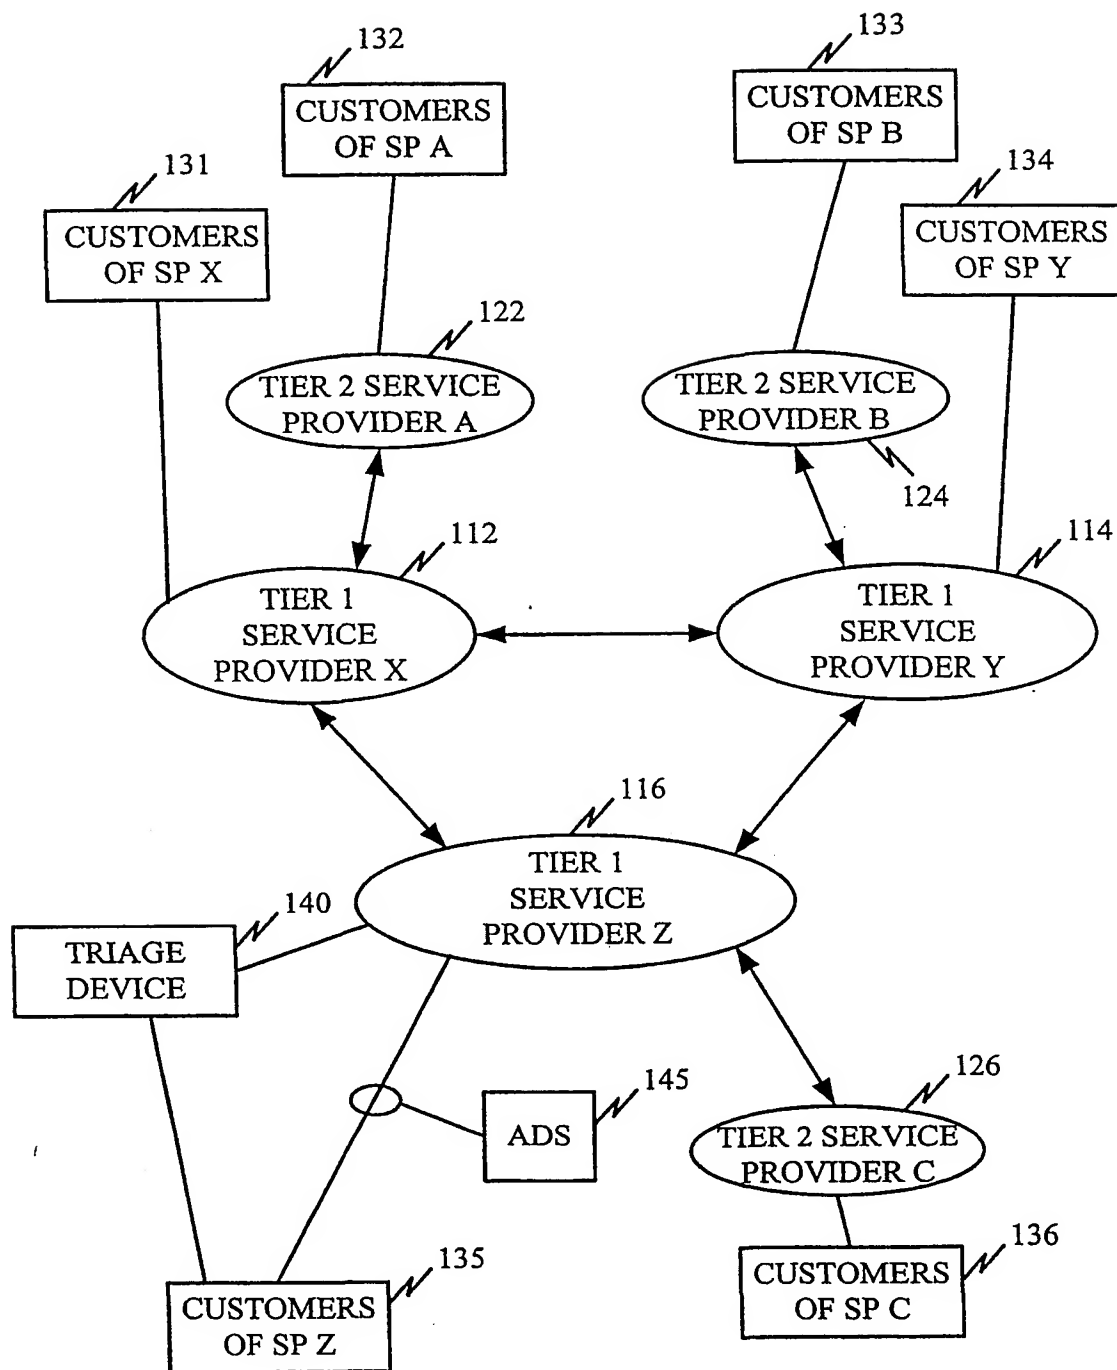 132
CUSTOMERS
OF SP A
133
CUSTOMERS
OF SP B
131
CUSTOMERS
OF SP X
134
CUSTOMERS
OF SP Y
122
TIER 2 SERVICE
PROVIDER A
TIER 2 SERVICE
PROVIDER B
124
112
TIER 1
SERVICE
PROVIDER X
114
TIER 1
SERVICE
PROVIDER Y
116
TIER 1
SERVICE
PROVIDER Z
140
TRIAGE
DEVICE
145
ADS
126
TIER 2 SERVICE
PROVIDER C
135
CUSTOMERS
OF SP Z
136
CUSTOMERS
OF SP C